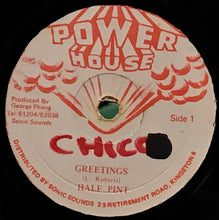 POWER
HOUSE
Produced By
George Phang
Tel 61204/62036
Sonic Sounds
Side 1
CHICO
GREETINGS
(L. Roberts)
HALF PINT
DISTRIBUTED BY SONIC SOUNDS 25 RETIREMENT ROAD, KINGSTON 5